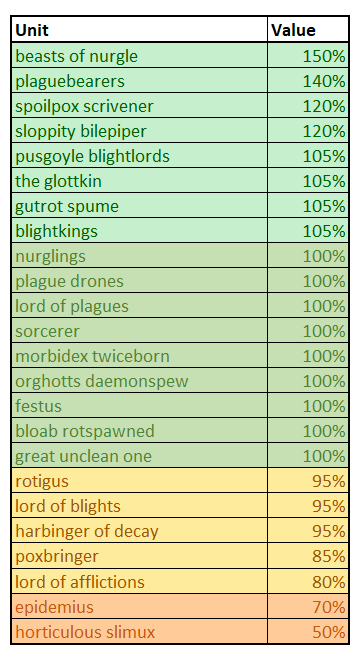 Unit Value
beasts of nurgle 150%
plaguebearers 140%
spoilpox scrivener 120%
sloppity bilepiper 120%
pusgoyle blightlords 105%
the glottkin 105%
gutrot spume 105%
blightkings 105%
nurglings 100%
plague drones 100%
lord of plagues 100%
sorcerer 100%
morbidex twiceborn 100%
orghotts daemonspew 100%
festus 100%
bloab rotspawned 100%
great unclean one 100%
rotigus 95%
lord of blights 95%
harbinger of decay 95%
poxbringer 85%
lord of afflictions 80%
epidemius 70%
horticulous slimux 50%